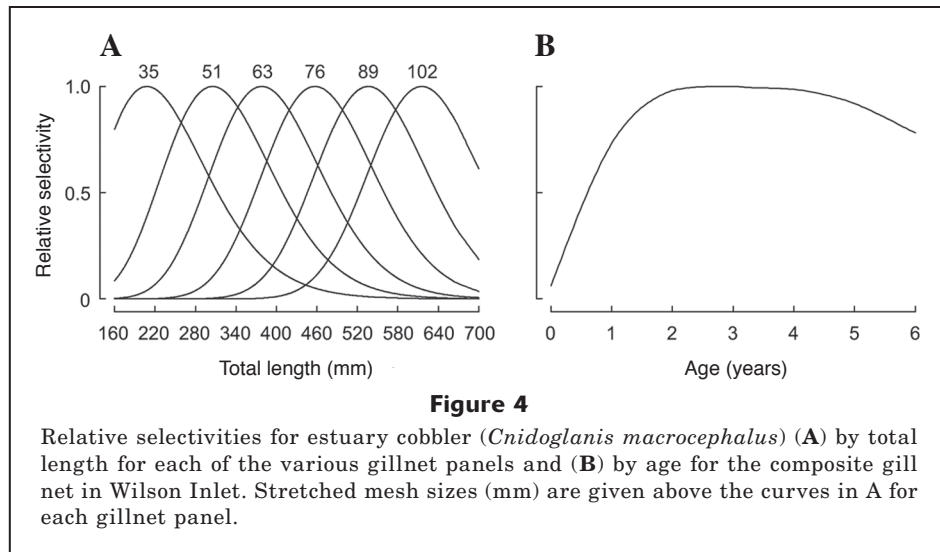 A
B
35 51 63 76 89 102
1.0
0.5
0
Relative selectivity
160 220 280 340 400 460 520 580 640 700
Total length (mm)
0 1 2 3 4 5 6
Age (years)
Figure 4
Relative selectivities for estuary cobbler (Cnidoglanis macrocephalus) (A) by total
length for each of the various gillnet panels and (B) by age for the composite gill
net in Wilson Inlet. Stretched mesh sizes (mm) are given above the curves in A for
each gillnet panel.